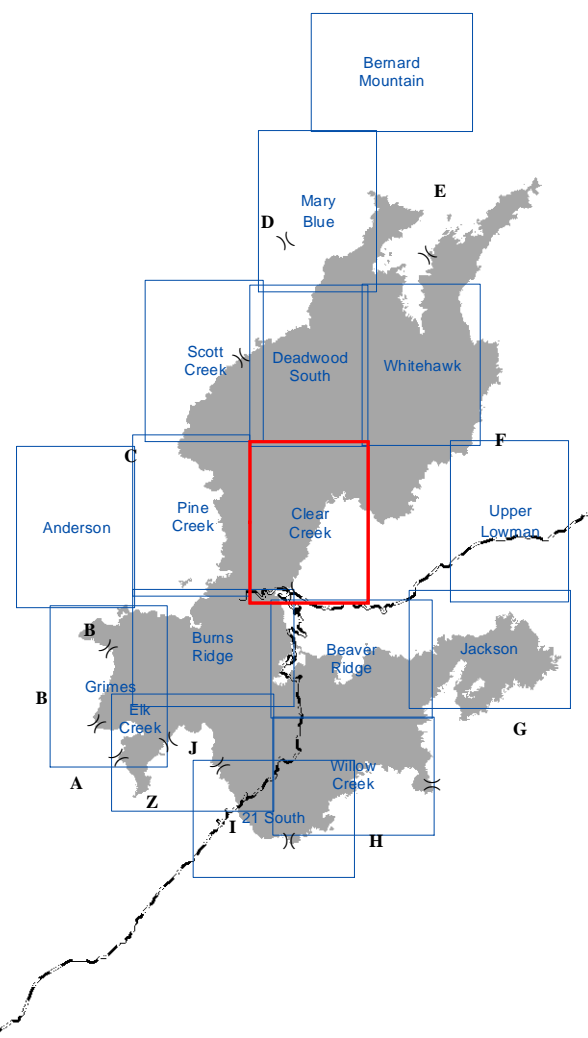 Bernard
Mountain
E
Mary
Blue
D
Scott
Creek
Deadwood
South
Whitehawk
F
C
Pine
Creek
Anderson
Clear
Creek
Upper
Lowman
B
Burns
Ridge
Beaver
Ridge
Jackson
Grimes
B
Elk
Creek
G
J
A
Z
Willow
Creek
I
21 South
H